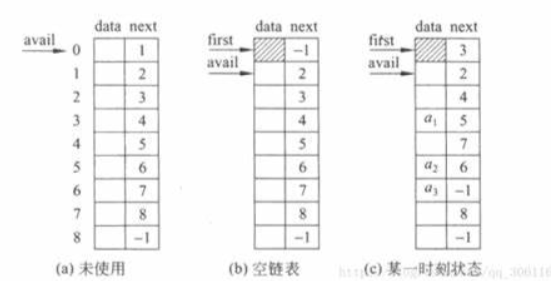 data next data next data next
avail 0 1 first -1 first 3
1 2 avail 2 avail 2
2 3 3 4
3 4 4 a1 5
4 5 5 7
5 6 6 a2 6
6 7 7 a3 -1
7 8 8 8
8 -1 -1 -1
(a) 未使用 (b) 空链表 (c) 某一时刻状态